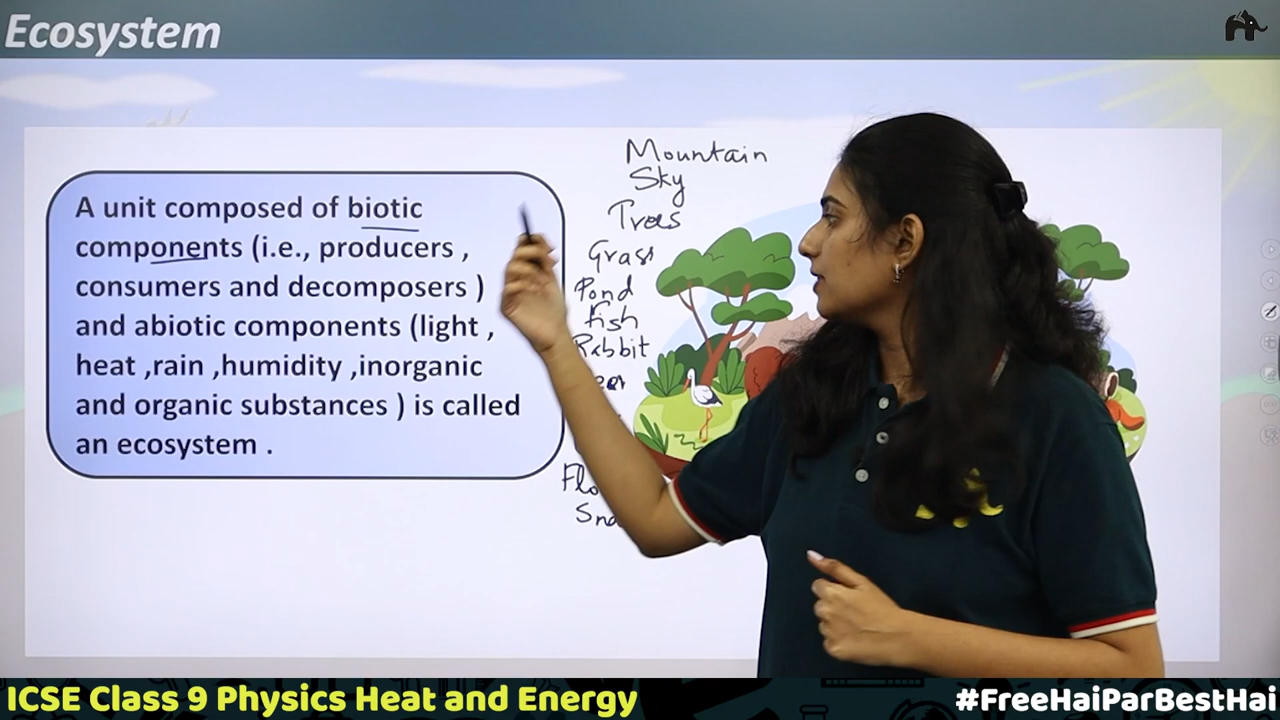 Ecosystem
A unit composed of biotic
components (i.e., producers ,
consumers and decomposers )
and abiotic components (light ,
heat ,rain ,humidity ,inorganic
and organic substances ) is called
an ecosystem .
Mountain
Sky
Trees
Grass
Pond
Fish
Rabbit
ICSE Class 9 Physics Heat and Energy
#FreeHaiParBestHai